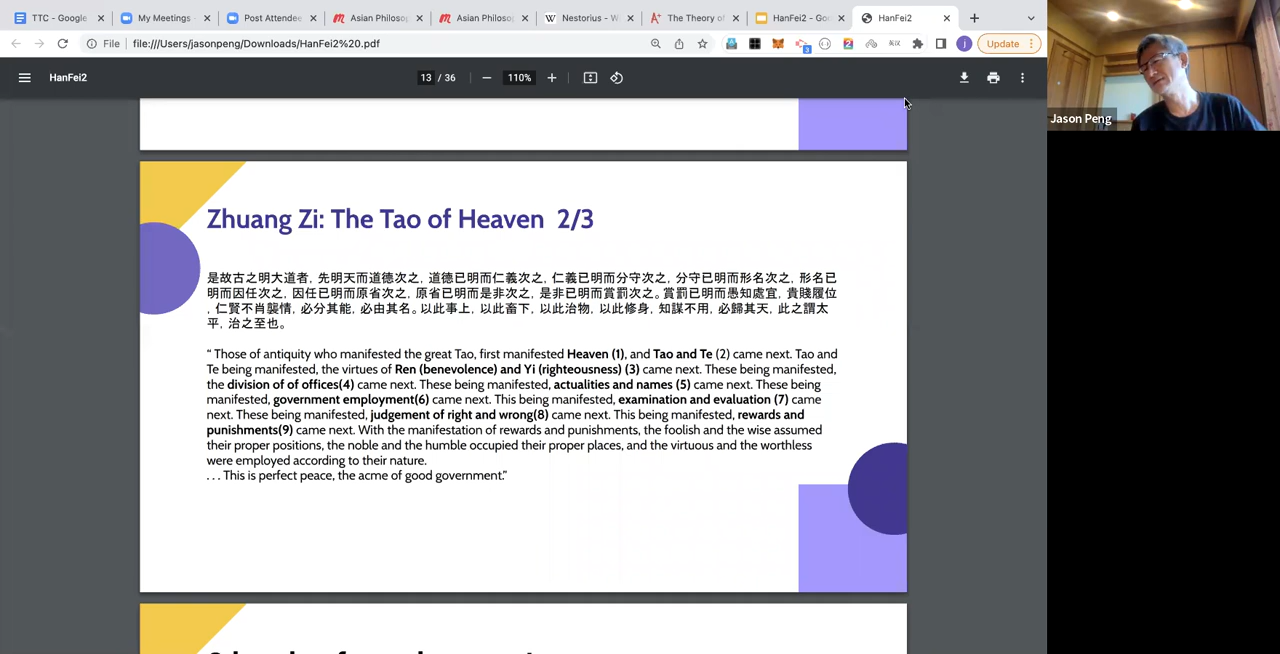 TTC - Google
My Meetings -
Post Attendee
Asian Philosop
Asian Philosop
Nestorius - W
The Theory of
HanFei2 - Goo
HanFei2
File
file:///Users/jasonpeng/Downloads/HanFei2%20.pdf
Update
HanFei2
13 / 36
110%
Jason Peng
Zhuang Zi: The Tao of Heaven 2/3
是故古之明大道者, 先明天而道德次之, 道德已明而仁義次之, 仁義已明而分守次之, 分守已明而形名次之, 形名已
明而因任次之, 因任已明而原省次之, 原省已明而是非次之, 是非已明而賞罰次之。賞罰已明而愚知處宜, 貴賤履位
, 仁賢不肖襲情, 必分其能, 必由其名。以此事上, 以此畜下, 以此治物, 以此修身, 知謀不用, 必歸其天, 此之謂太
平, 治之至也。
“ Those of antiquity who manifested the great Tao, first manifested Heaven (1), and Tao and Te (2) came next. Tao and
Te being manifested, the virtues of Ren (benevolence) and Yi (righteousness) (3) came next. These being manifested,
the division of of offices(4) came next. These being manifested, actualities and names (5) came next. These being
manifested, government employment(6) came next. This being manifested, examination and evaluation (7) came
next. These being manifested, judgement of right and wrong(8) came next. This being manifested, rewards and
punishments(9) came next. With the manifestation of rewards and punishments, the foolish and the wise assumed
their proper positions, the noble and the humble occupied their proper places, and the virtuous and the worthless
were employed according to their nature.
. . . This is perfect peace, the acme of good government.”